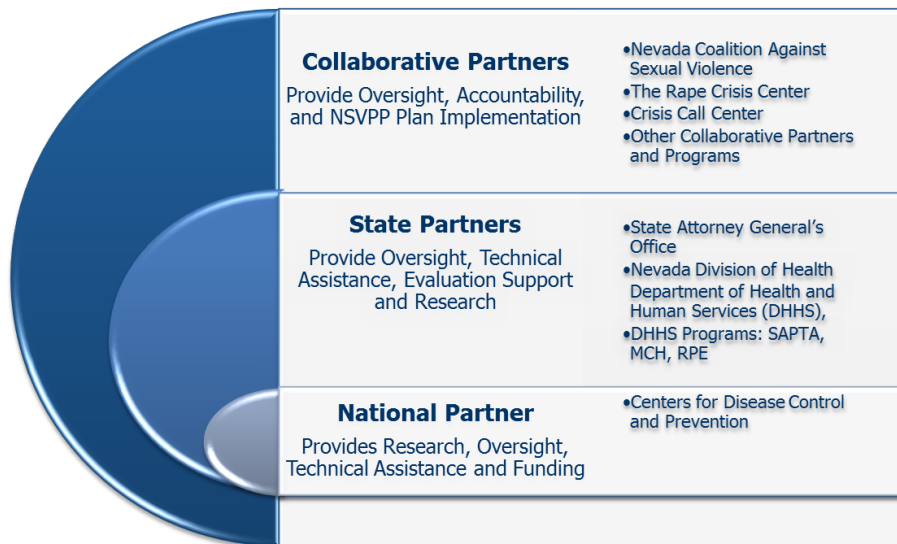 Collaborative Partners
Provide Oversight, Accountability,
and NSVPP Plan Implementation
•Nevada Coalition Against
Sexual Violence
•The Rape Crisis Center
•Crisis Call Center
•Other Collaborative Partners
and Programs
State Partners
Provide Oversight, Technical
Assistance, Evaluation Support
and Research
•State Attorney General’s
Office
•Nevada Division of Health
Department of Health and
Human Services (DHHS),
•DHHS Programs: SAPTA,
MCH, RPE
National Partner
Provides Research, Oversight,
Technical Assistance and Funding
•Centers for Disease Control
and Prevention